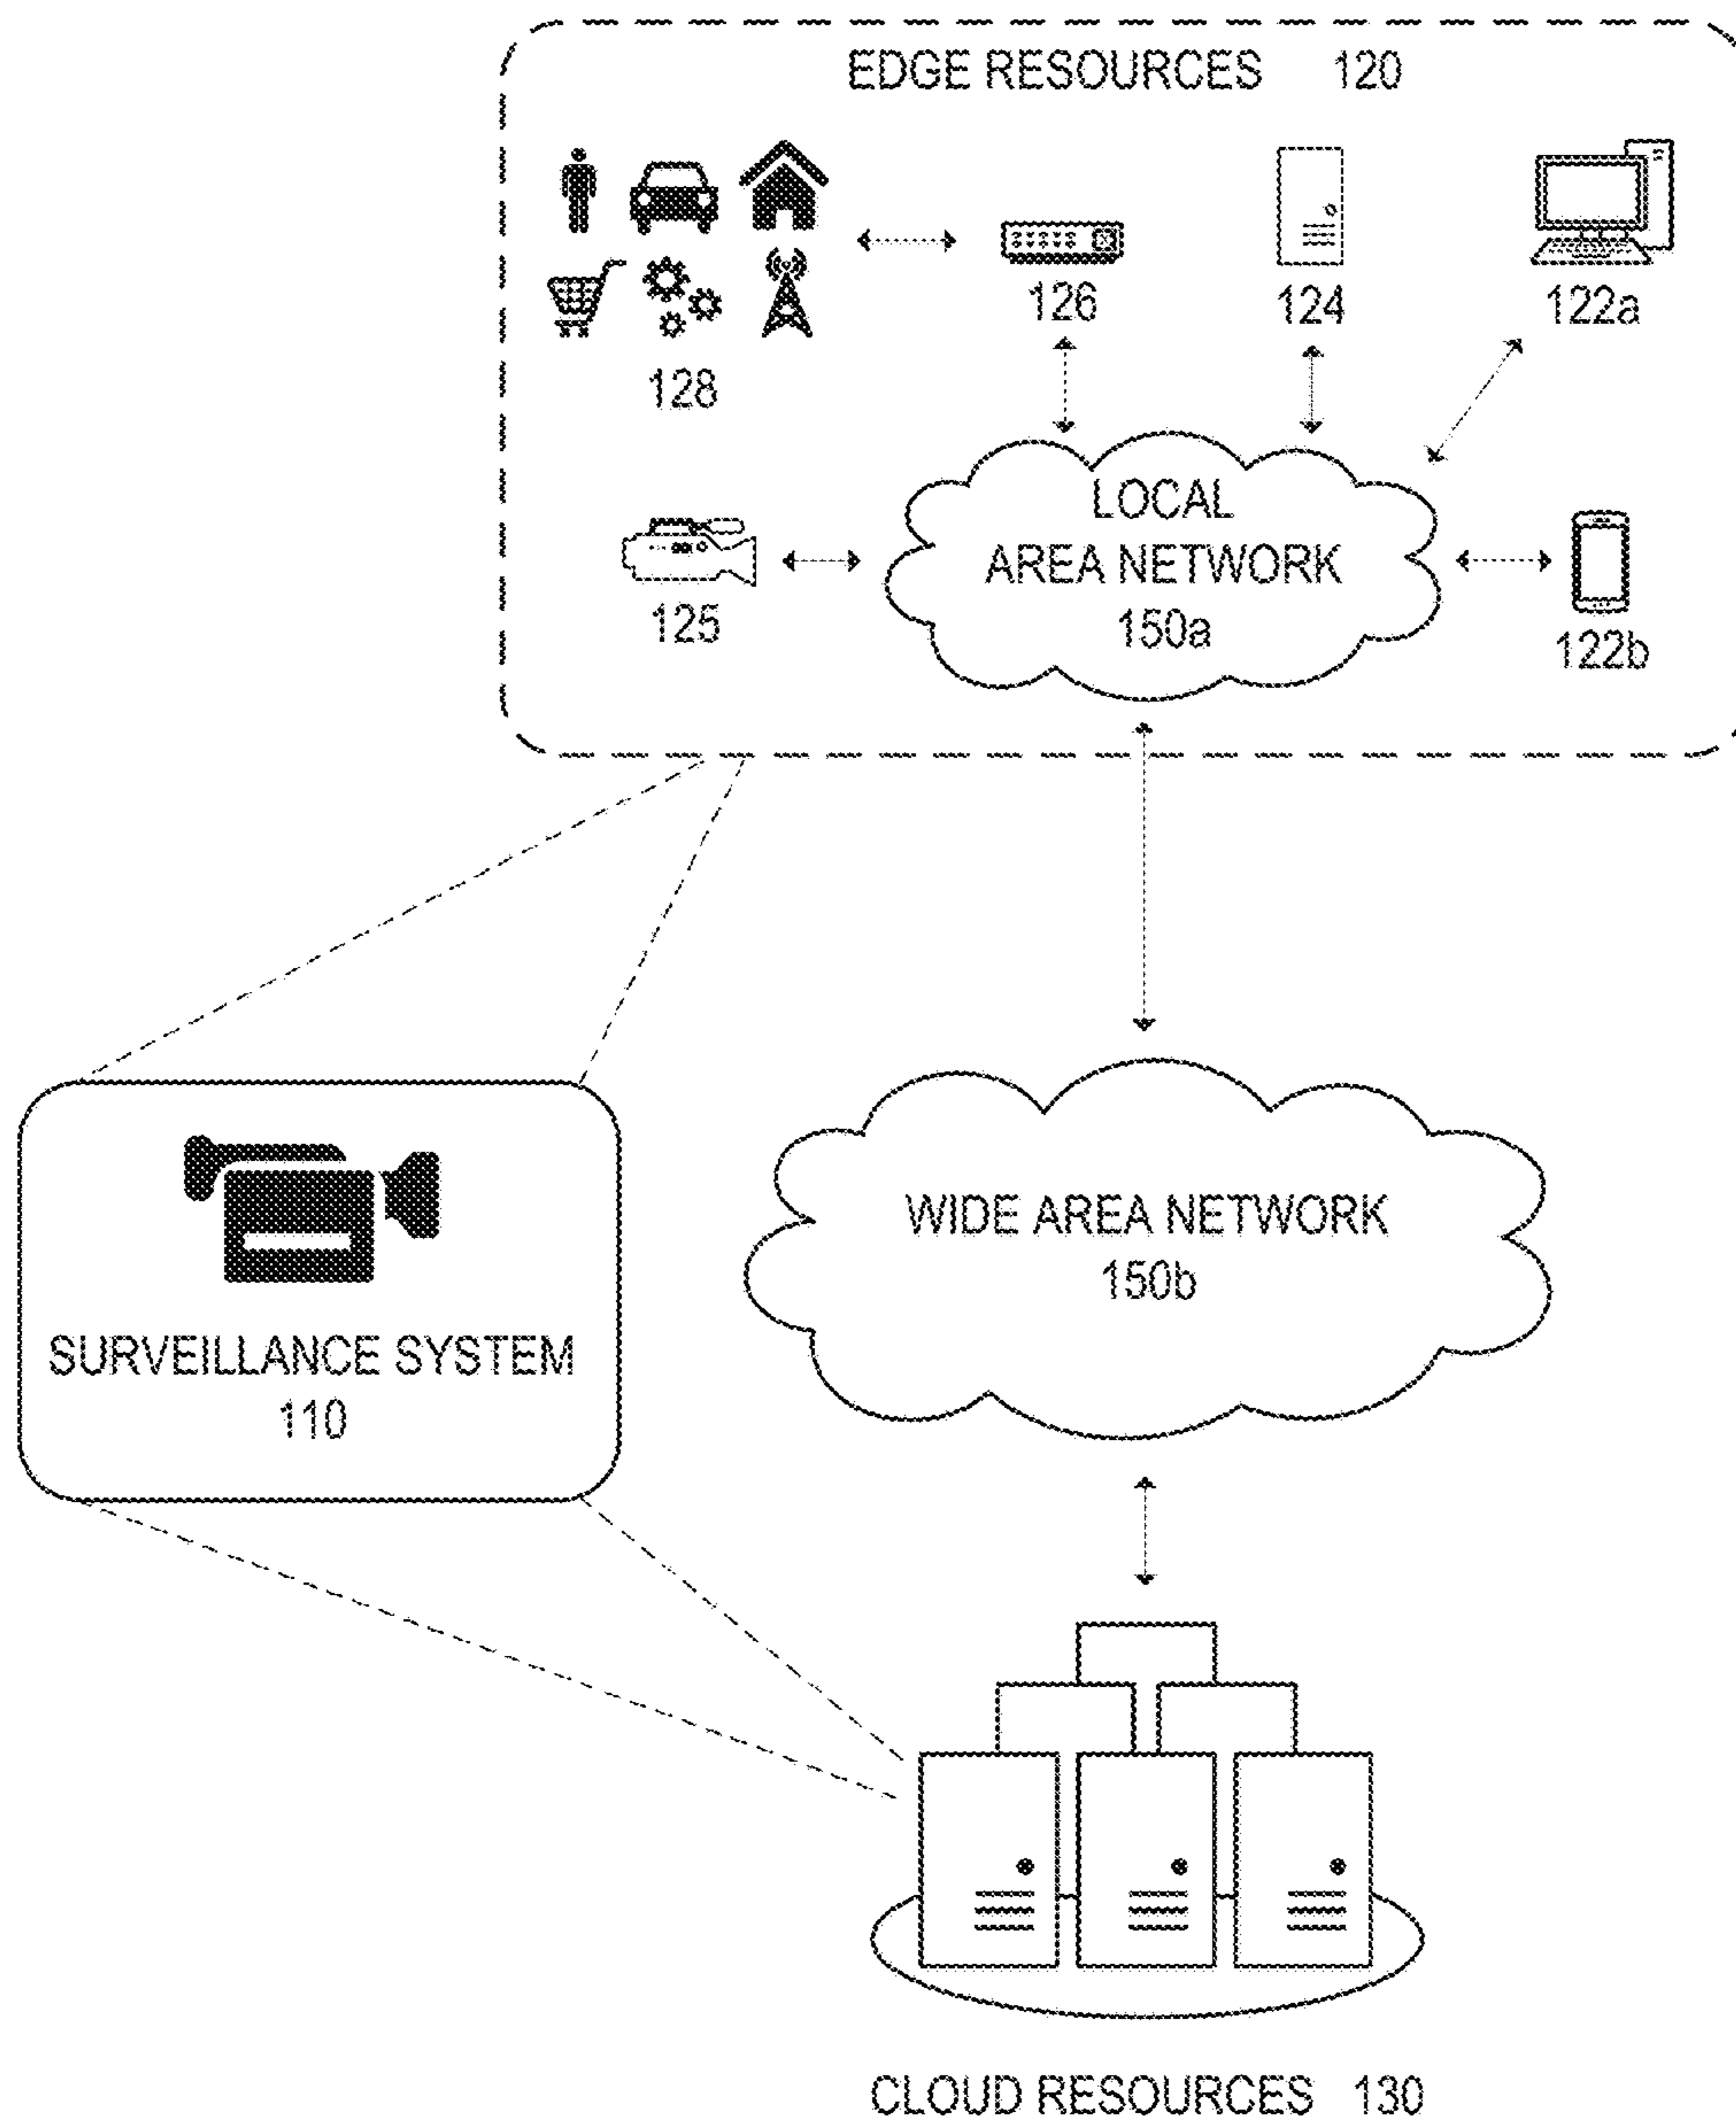 EDGE RESOURCES 120
126
124
122a
128
LOCAL
AREA NETWORK
150a
125
122b
WIDE AREA NETWORK
150b
SURVEILLANCE SYSTEM
110
CLOUD RESOURCES 130